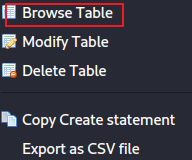 Browse Table
Modify Table
Delete Table
Copy Create statement
Export as CSV file